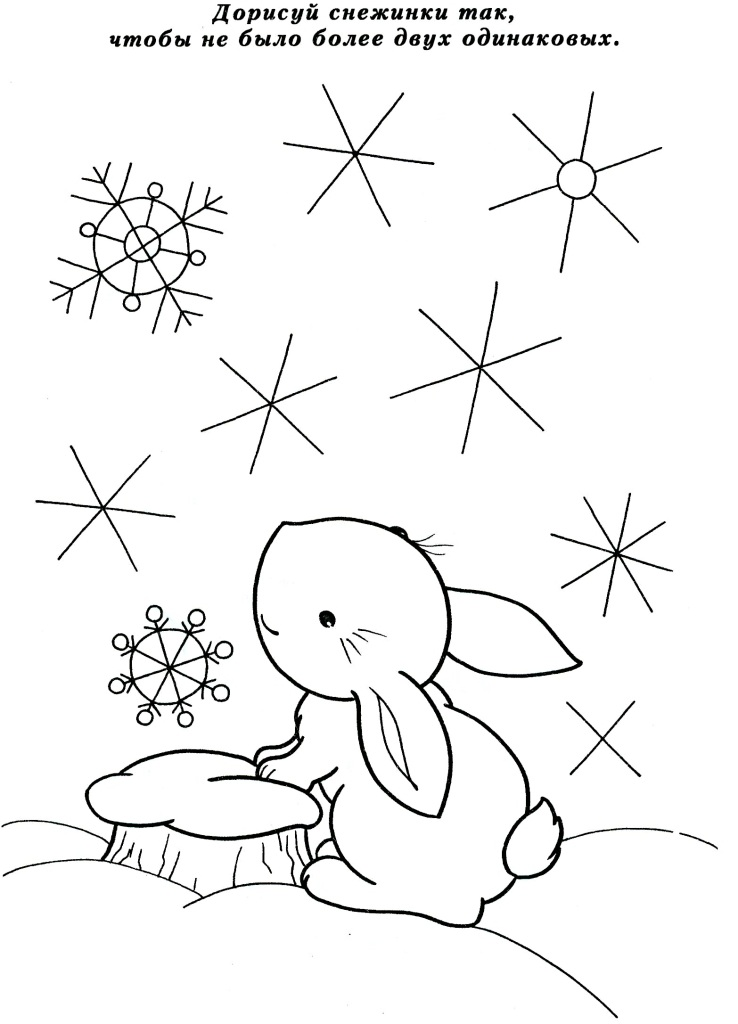 Дорисуй снежинки так,
чтобы не было более двух одинаковых.